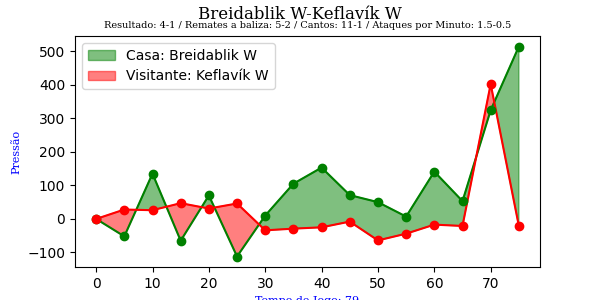 Breidablik W-Keflavík W
Resultado: 4-1 / Remates a baliza: 5-2 / Cantos: 11-1 / Ataques por Minuto: 1.5-0.5
Casa: Breidablik W
Visitante: Keflavík W
Pressão
500
400
300
200
100
0
−100
0 10 20 30 40 50 60 70
Tempo de Jogo: 79